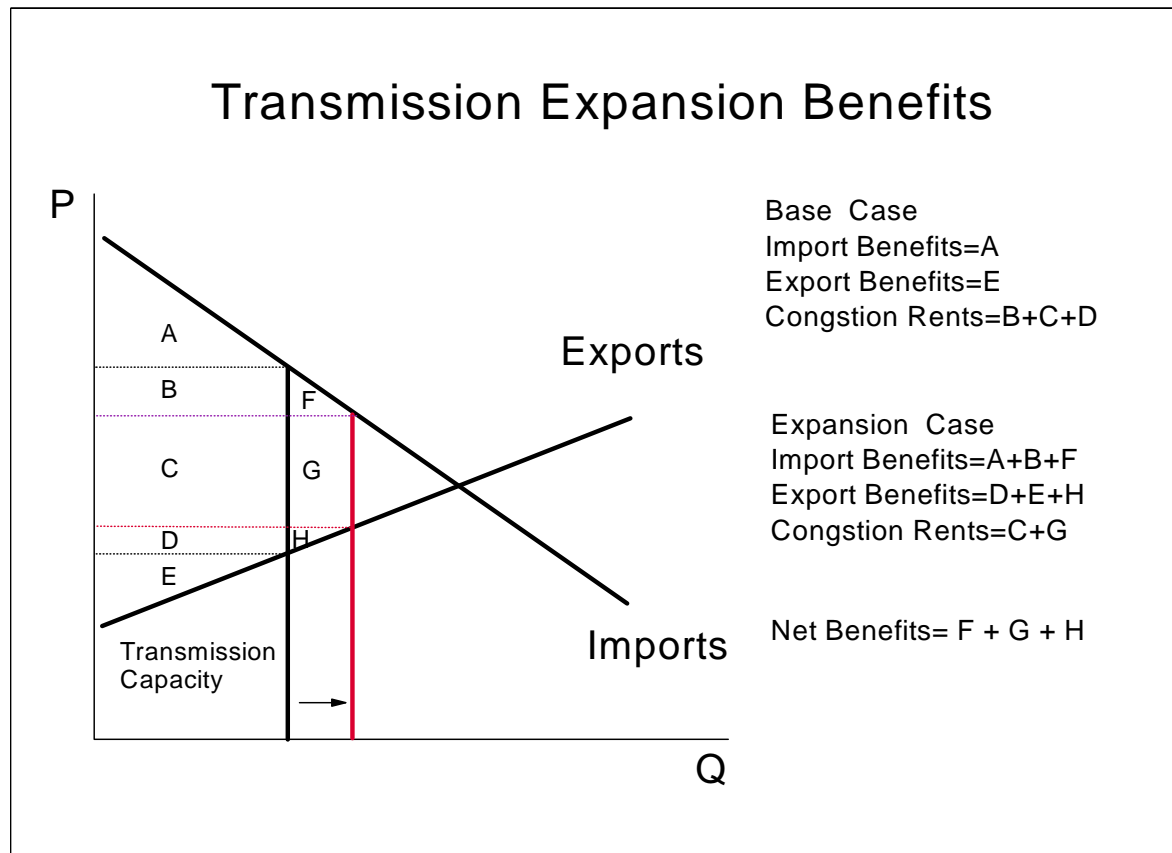 Transmission Expansion Benefits
P
Base Case
Import Benefits=A
Export Benefits=E
Congstion Rents=B+C+D
A
Exports
B
F
Expansion Case
Import Benefits=A+B+F
Export Benefits=D+E+H
Congstion Rents=C+G
C
G
D
H
E
Net Benefits= F + G + H
Imports
Transmission
Capacity
Q